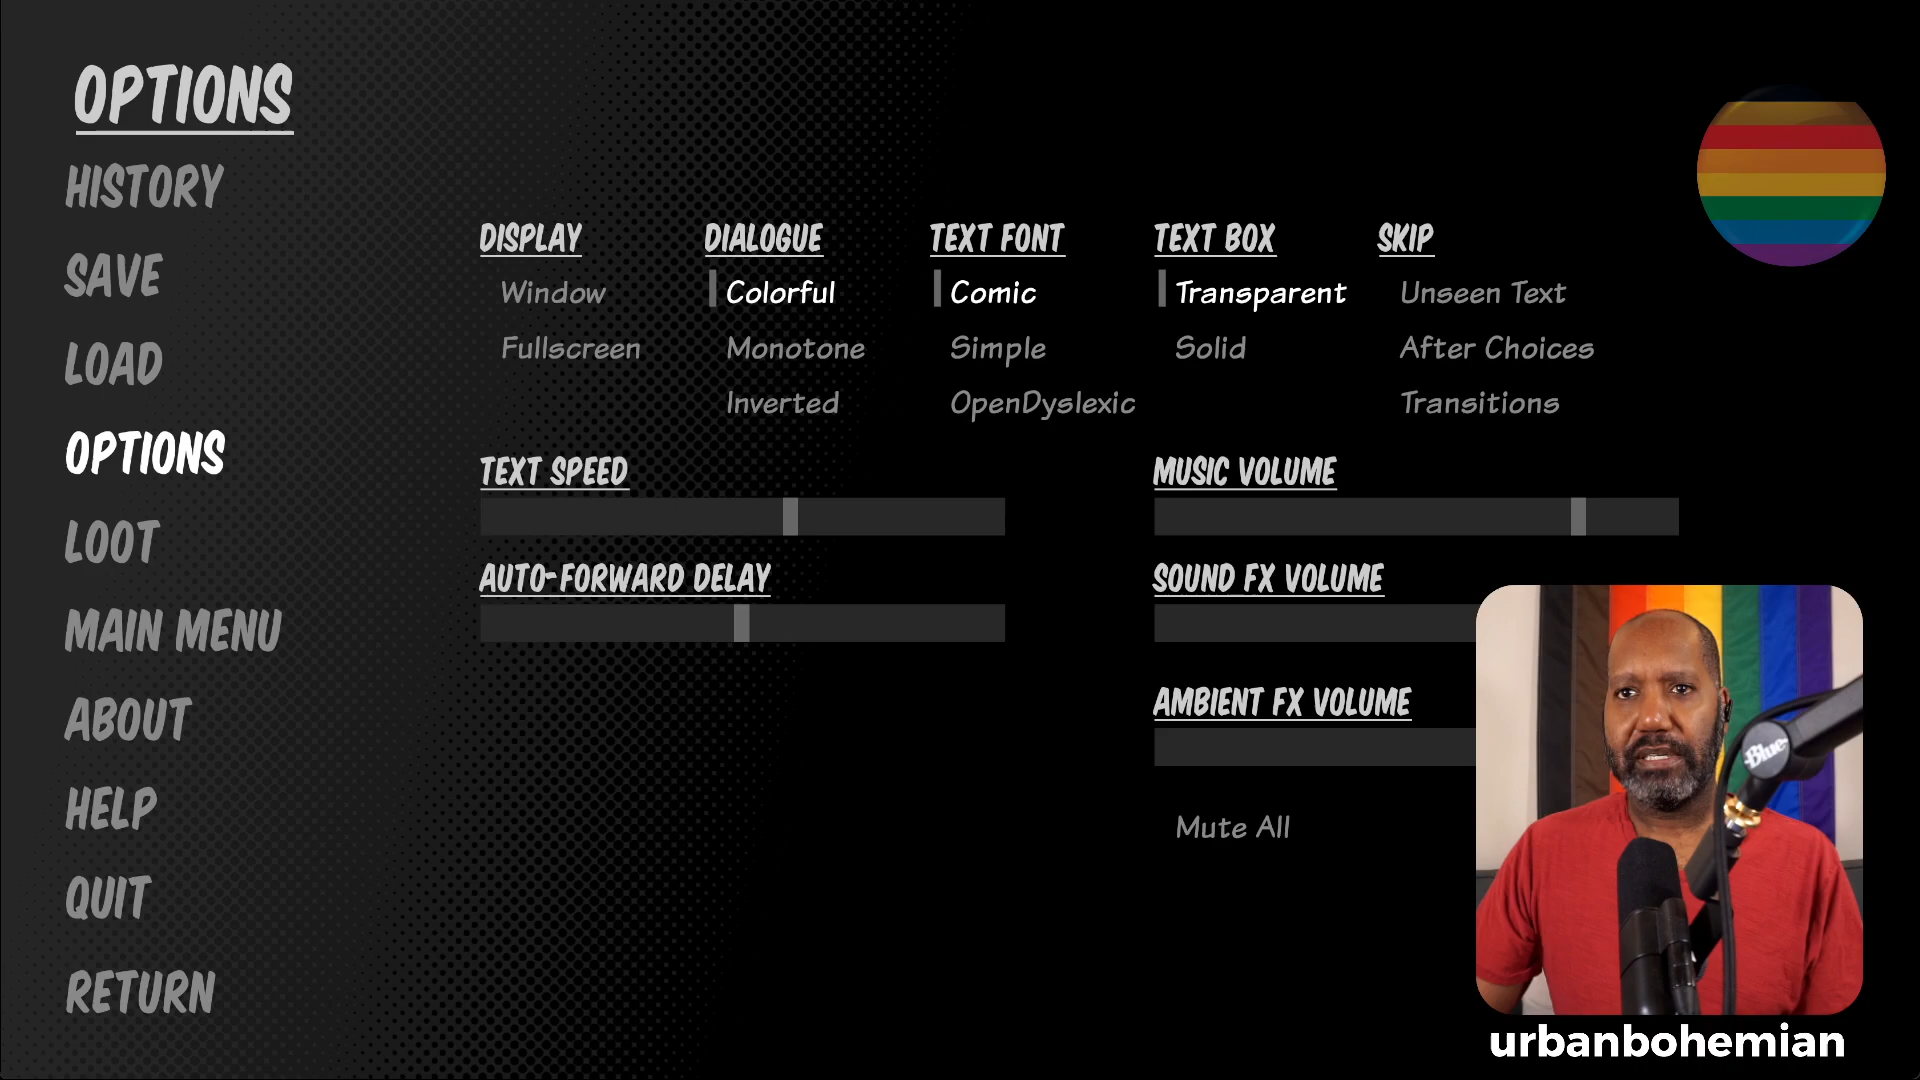 OPTIONS
HISTORY
SAVE
LOAD
OPTIONS
LOOT
MAIN MENU
ABOUT
HELP
QUIT
RETURN
DISPLAY
Window
Fullscreen
DIALOGUE
Colorful
Monotone
Inverted
TEXT FONT
Comic
Simple
OpenDyslexic
TEXT BOX
Transparent
Solid
SKIP
Unseen Text
After Choices
Transitions
TEXT SPEED
AUTO-FORWARD DELAY
MUSIC VOLUME
SOUND FX VOLUME
AMBIENT FX VOLUME
Mute All
Blue
urbanbohemian